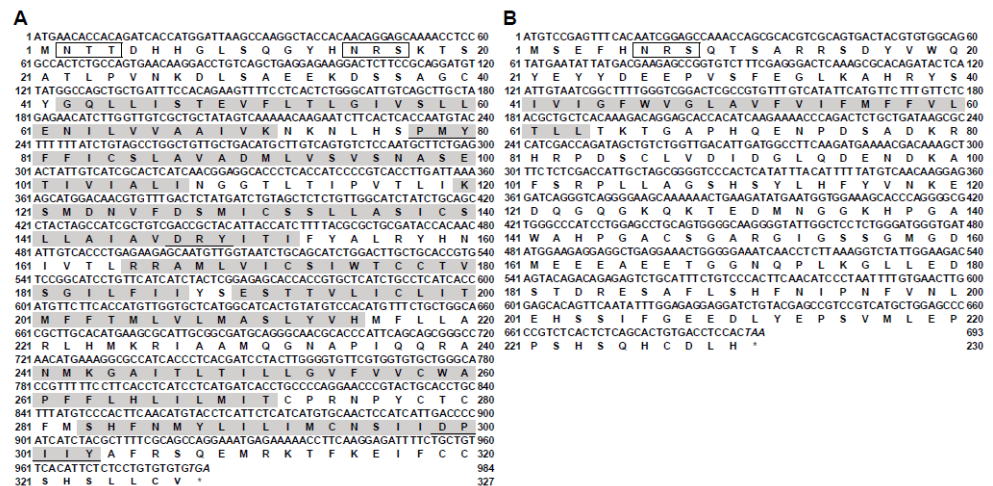 A
1 ATGAACACCACAGATCACCATGGATTAAGCCAAGGCTACCACAACAGGAGCAAAACCTCC 60
1 M N T T D H H G L S Q G Y H N R S K T S 20
61 GCCACTCTGCCAGTGAACAAGGACCTGTCAGCTGAGGAGAAGGACTCTTCCGCAGGATGT 120
21 A T L P V N K D L S A E E K D S S A G C 40
121 TATGGCCAGCTGCTGATTTCCACAGAAGTTTTCCTCACTCTGGGCATTGTCAGCTTGCTA 180
41 Y G Q L L I S T E V F L T L G I V S L L 60
181 GAGAACATCTTGGTTGTCGCTGCTATAGTCAAAAACAAGAATCTTCACTCACCAATGTAC 240
61 E N I L V V A A I V K N K N L H S P M Y 80
241 TTTTTTATCTGTAGCCTGGCTGTTGCTGACATGCTTGTCAGTGTCTCCAATGCTTCTGAG 300
81 F F I C S L A V A D M L V S V S N A S E 100
301 ACTATTGTCATCGCACTCATCAACGGAGGCACCCTCACCATCCCCGTCACCTTGATTAAA 360
101 T I V I A L I N G G T L T I P V T L I K 120
361 AGCATGGACAACGTGTTTGACTCTATGATCTGTAGCTCTCTGTTGGCATCTATCTGCAGC 420
121 S M D N V F D S M I C S S L L A S I C S 140
421 CTACTAGCCATCGCTGTCGACCGCTACATTACCATCTTTTACGCGCTGCGATACCACAAC 480
141 L L A I A V D R Y I T I F Y A L R Y H N 160
481 ATTGTCACCCTGAGAAGAGCAATGTTGGTAATCTGCAGCATCTGGACTTGCTGCACCGTG 540
161 I V T L R R A M L V I C S I W T C C T V 180
541 TCCGGCATCCTGTTCATCATCTACTCGGAGAGCACCACCGTGCTCATCTGCCTCATCACC 600
181 S G I L F I I Y S E S T T V L I C L I T 200
601 ATGTTCTTCACCATGTTGGTGCTCATGGCATCACTGTATGTCCACATGTTTCTGCTGGCA 660
201 M F F T M L V L M A S L Y V H M F L L A 220
661 CGCTTGCACATGAAGCGCATTGCGGCGATGCAGGGCAACGCACCCATTCAGCAGCGGGCC 720
221 R L H M K R I A A M Q G N A P I Q Q R A 240
721 AACATGAAAGGCGCCATCACCCTCACGATCCTACTTGGGGTGTTCGTGGTGTGCTGGGCA 780
241 N M K G A I T L T I L L G V F V V C W A 260
781 CCGTTTTTCCTTCACCTCATCCTCATGATCACCTGCCCCAGGAACCCGTACTGCACCTGC 840
261 P F F L H L I L M I T C P R N P Y C T C 280
841 TTTATGTCCCACTTCAACATGTACCTCATTCTCATCATGTGCAACTCCATCATTGACCCC 900
281 F M S H F N M Y L I L I M C N S I I D P 300
901 ATCATCTACGCTTTTCGCAGCCAGGAAATGAGAAAAACCTTCAAGGAGATTTTCTGCTGT 960
301 I I Y A F R S Q E M R K T F K E I F C C 320
961 TCACATTCTCTCCTGTGTGTGTGA 984
321 S H S L L C V * 327
B
1 ATGTCCGAGTTTCACAATCGGAGCCAAACCAGCGCACGTCGCAGTGACTACGTGTGGCAG 60
1 M S E F H N R S Q T S A R R S D Y V W Q 20
61 TATGAATATTATGACGAAGAGCCGGTGTCTTTCGAGGGACTCAAAGCGCACAGATACTCA 120
21 Y E Y Y D E E P V S F E G L K A H R Y S 40
121 ATTGTAATCGGCTTTTGGGTCGGACTCGCCGTGTTTGTCATATTCATGTTCTTTGTTCTC 180
41 I V I G F W V G L A V F V I F M F F V L 60
181 ACGCTGCTCACAAAGACAGGAGCACCACATCAAGAAAACCCAGACTCTGCTGATAAGCGC 240
61 T L L T K T G A P H Q E N P D S A D K R 80
241 CATCGACCAGATAGCTGTCTGGTTGACATTGATGGCCTTCAAGATGAAAACGACAAAGCT 300
81 H R P D S C L V D I D G L Q D E N D K A 100
301 TTCTCTCGACCATTGCTAGCGGGGTCCCACTCATATTTACATTTTTATGTCAACAAGGAG 360
101 F S R P L L A G S H S Y L H F Y V N K E 120
361 GATCAGGGTCAGGGGAAGCAAAAAACTGAAGATATGAATGGTGGAAAGCACCCAGGGGCG 420
121 D Q G Q G K Q K T E D M N G G K H P G A 140
421 TGGGCCCATCCTGGAGCCTGCAGTGGGGCAAGGGGTATTGGCTCCTCTGGGATGGGTGAT 480
141 W A H P G A C S G A R G I G S S G M G D 160
481 ATGGAAGAGGAGGCTGAGGAAACTGGGGGAAATCAACCTCTTAAAGGTCTATTGGAAGAC 540
161 M E E E A E E T G G N Q P L K G L L E D 180
541 AGTACAGACAGAGAGTCTGCATTTTTGTCCCACTTCAACATCCCTAATTTTGTGAACTTG 600
181 S T D R E S A F L S H F N I P N F V N L 200
601 GAGCACAGTTCAATATTTGGAGAGGAGGATCTGTACGAGCCGTCCGTCATGCTGGAGCCC 660
201 E H S S I F G E E D L Y E P S V M L E P 220
661 CCGTCTCACTCTCAGCACTGTGACCTCCACTAA 693
221 P S H S Q H C D L H * 230